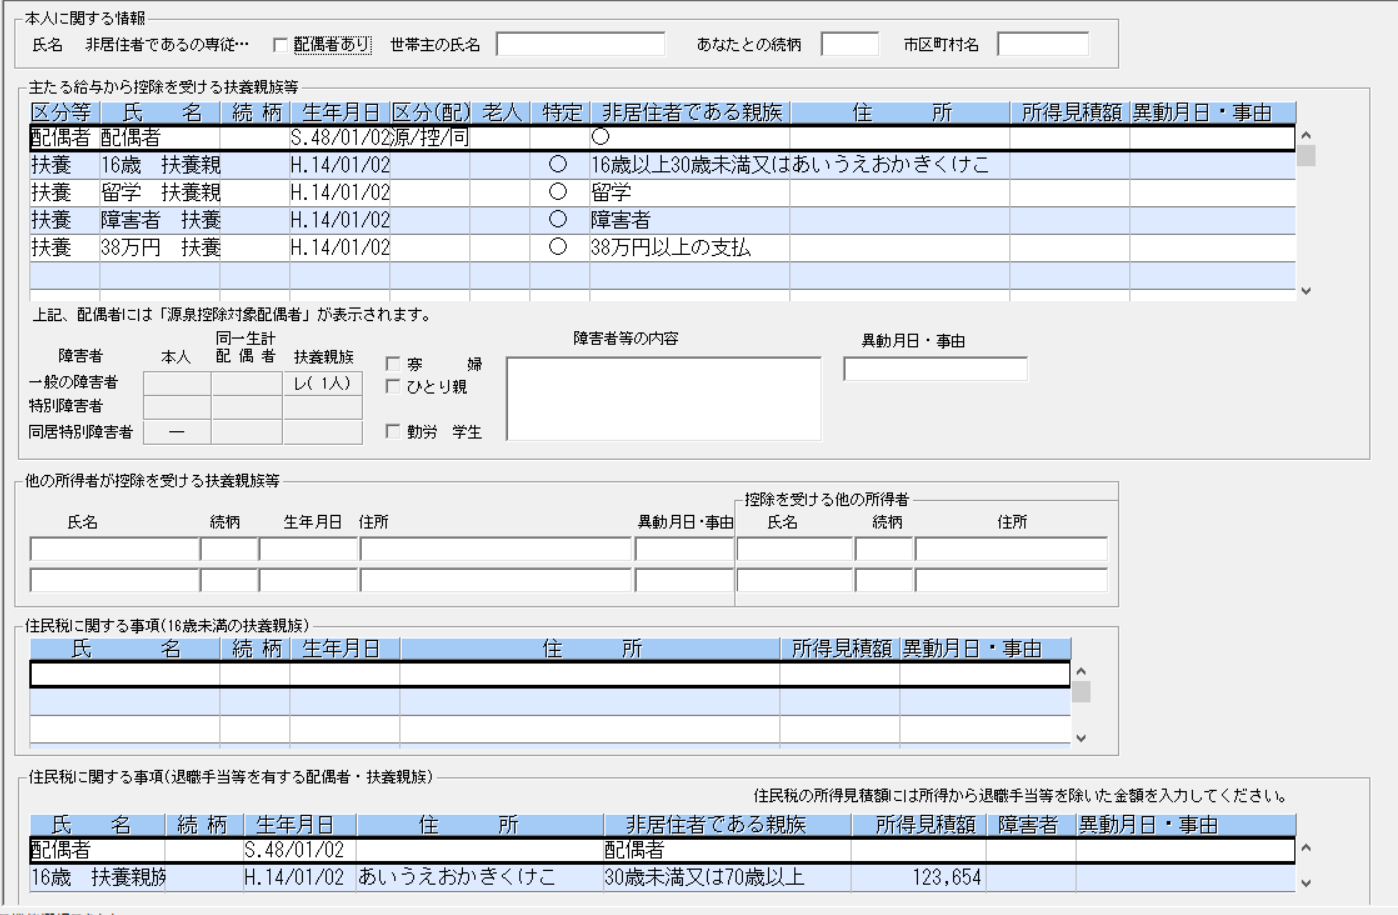 本人に関する情報
氏名 非居住者であるの専従… 配偶者あり 世帯主の氏名 あなたとの続柄 市区町村名
主たる給与から控除を受ける扶養親族等
区分等 氏 名 続 柄 生年月日 区分(配) 老人 特定 非居住者である親族 住 所 所得見積額 異動月日・事由
配偶者 配偶者 S.48/01/02 源/控/同 ○
扶養 16歳 扶養親 H.14/01/02 ○ 16歳以上30歳未満又は あいうえおかきくけこ
扶養 留学 扶養親 H.14/01/02 ○ 留学
扶養 障害者 扶養 H.14/01/02 ○ 障害者
扶養 38万円 扶養 H.14/01/02 ○ 38万円以上の支払
上記、配偶者には「源泉控除対象配偶者」が表示されます。
障害者 本人 同一生計配偶者 扶養親族
一般の障害者 レ( 1人)
特別障害者
同居特別障害者 ―
寡 婦
ひとり親
勤労 学生
障害者等の内容
異動月日・事由
他の所得者が控除を受ける扶養親族等
控除を受ける他の所得者
氏名 続柄 生年月日 住所 異動月日・事由 氏名 続柄 住所
住民税に関する事項(16歳未満の扶養親族)
氏 名 続 柄 生年月日 住 所 所得見積額 異動月日・事由
住民税に関する事項(退職手当等を有する配偶者・扶養親族)
住民税の所得見積額には所得から退職手当等を除いた金額を入力してください。
氏 名 続 柄 生年月日 住 所 非居住者である親族 所得見積額 障害者 異動月日・事由
配偶者 S.48/01/02 配偶者
16歳 扶養親族 H.14/01/02 あいうえおかきくけこ 30歳未満又は70歳以上 123,654